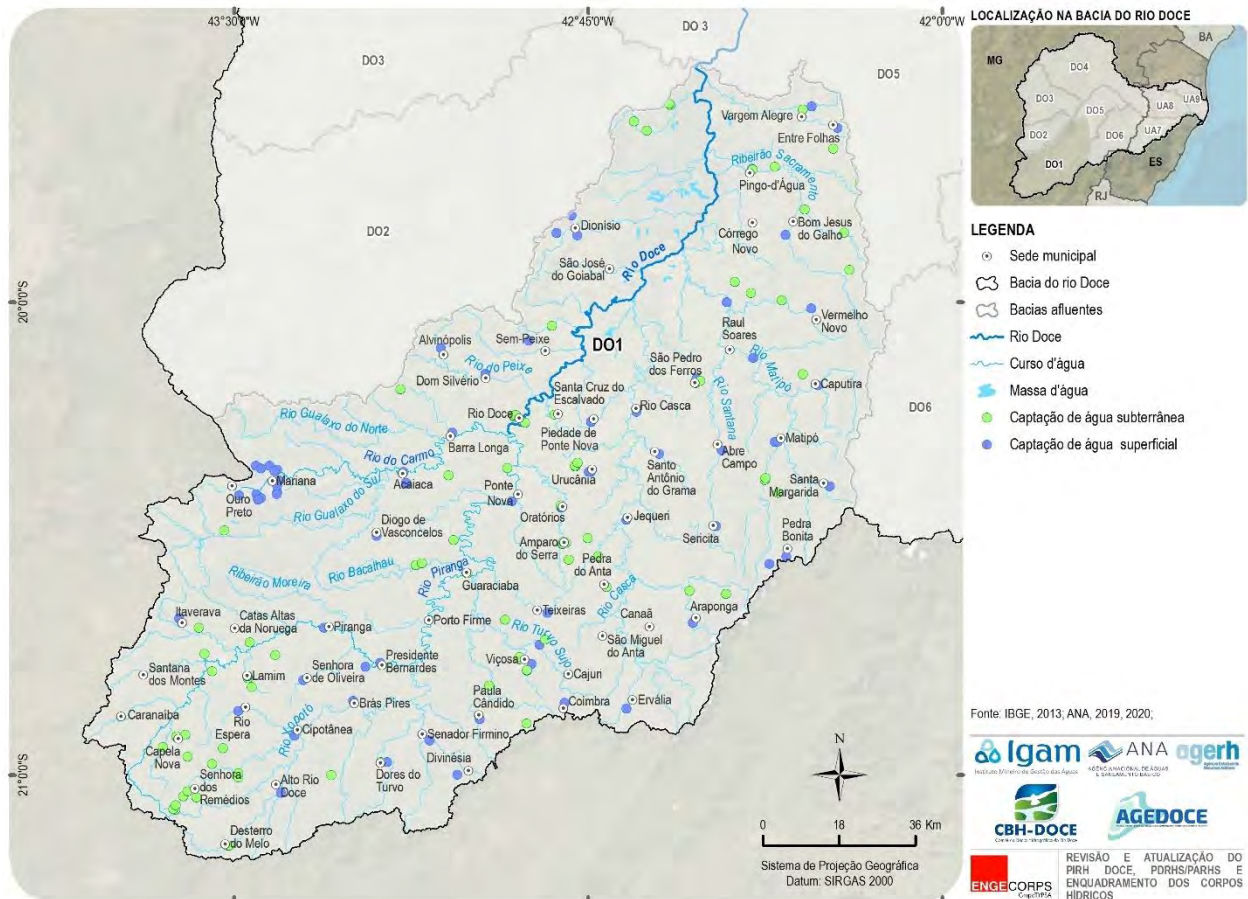 43°30'0"W
42°45'0"W
42°0'0"W
DO 3
DO3
DO5
DO2
DO6
DO1
Vargem Alegre
Entre Folhas
Ribeirão Sacramento
Pingo-d'Água
Dionísio
Córrego
Novo
Bom Jesus
do Galho
São José
do Goiabal
Rio Doce
20°0'0"S
Vermelho
Novo
Raul
Soares
Alvinópolis
Sem-Peixe
Rio do Peixe
Dom Silvério
São Pedro
dos Ferros
Rio Matipó
Caputira
Santa Cruz do
Escalvado
Rio Santana
Rio Doce
Rio Casca
Rio Gualaxo do Norte
Piedade de
Ponte Nova
Barra Longa
Matipó
Abre
Campo
Rio do Carmo
Mariana
Acaiaca
Urucânia
Santo
Antônio
do Grama
Santa
Margarida
Ouro
Preto
Rio Gualaxo do Sul
Ponte
Nova
Oratórios
Jequeri
Diogo de
Vasconcelos
Sericita
Pedra
Bonita
Amparo
do Serra
Pedra
do Anta
Rio Bacalhau
Ribeirão Moreira
Rio Piranga
Guaraciaba
Rio Casca
Itaverava
Catas Altas
da Noruega
Piranga
Porto Firme
Teixeiras
Canaã
Araponga
Rio Turvo Sujo
São Miguel
do Anta
Viçosa
Santana
dos Montes
Lamim
Senhora
de Oliveira
Presidente
Bernardes
Cajuri
Caranaíba
Rio
Espera
Brás Pires
Paula
Cândido
Coimbra
Ervália
Rio Xopotó
Cipotânea
Senador Firmino
Capela
Nova
Divinésia
21°0'0"S
Senhora
dos
Remédios
Alto Rio
Doce
Dores do
Turvo
Desterro
do Melo
N
0 18 36 Km
Sistema de Projeção Geográfica
Datum: SIRGAS 2000
LOCALIZAÇÃO NA BACIA DO RIO DOCE
BA
MG
DO4
DO3
DO5
UA8
UA9
DO2
DO6
UA7
DO1
ES
RJ
LEGENDA
Sede municipal
Bacia do rio Doce
Bacias afluentes
Rio Doce
Curso d'água
Massa d'água
Captação de água subterrânea
Captação de água superficial
Fonte: IBGE, 2013; ANA, 2019, 2020;
Igam
Instituto Mineiro de Gestão das Águas
ANA
AGÊNCIA NACIONAL DE ÁGUAS
E SANEAMENTO BÁSICO
agerh
CBH-DOCE
AGEDOCE
ENGECORPS
REVISÃO E ATUALIZAÇÃO DO
PIRH DOCE, PDRHS/PARHS E
ENQUADRAMENTO DOS CORPOS
HÍDRICOS